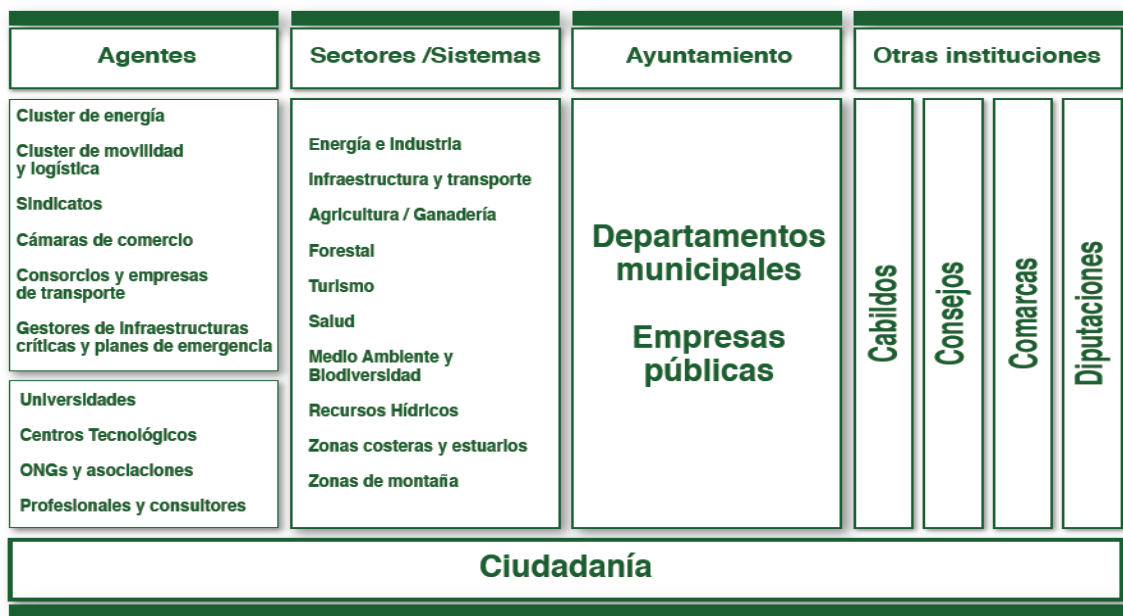 Agentes
Sectores /Sistemas
Ayuntamiento
Otras instituciones
Cluster de energía
Cluster de movilidad
y logística
Sindicatos
Cámaras de comercio
Consorcios y empresas
de transporte
Gestores de infraestructuras
críticas y planes de emergencia
Universidades
Centros Tecnológicos
ONGs y asociaciones
Profesionales y consultores
Energía e Industria
Infraestructura y transporte
Agricultura / Ganadería
Forestal
Turismo
Salud
Medio Ambiente y
Biodiversidad
Recursos Hídricos
Zonas costeras y estuarios
Zonas de montaña
Departamentos
municipales
Empresas
públicas
Cabildos
Consejos
Comarcas
Diputaciones
Ciudadanía